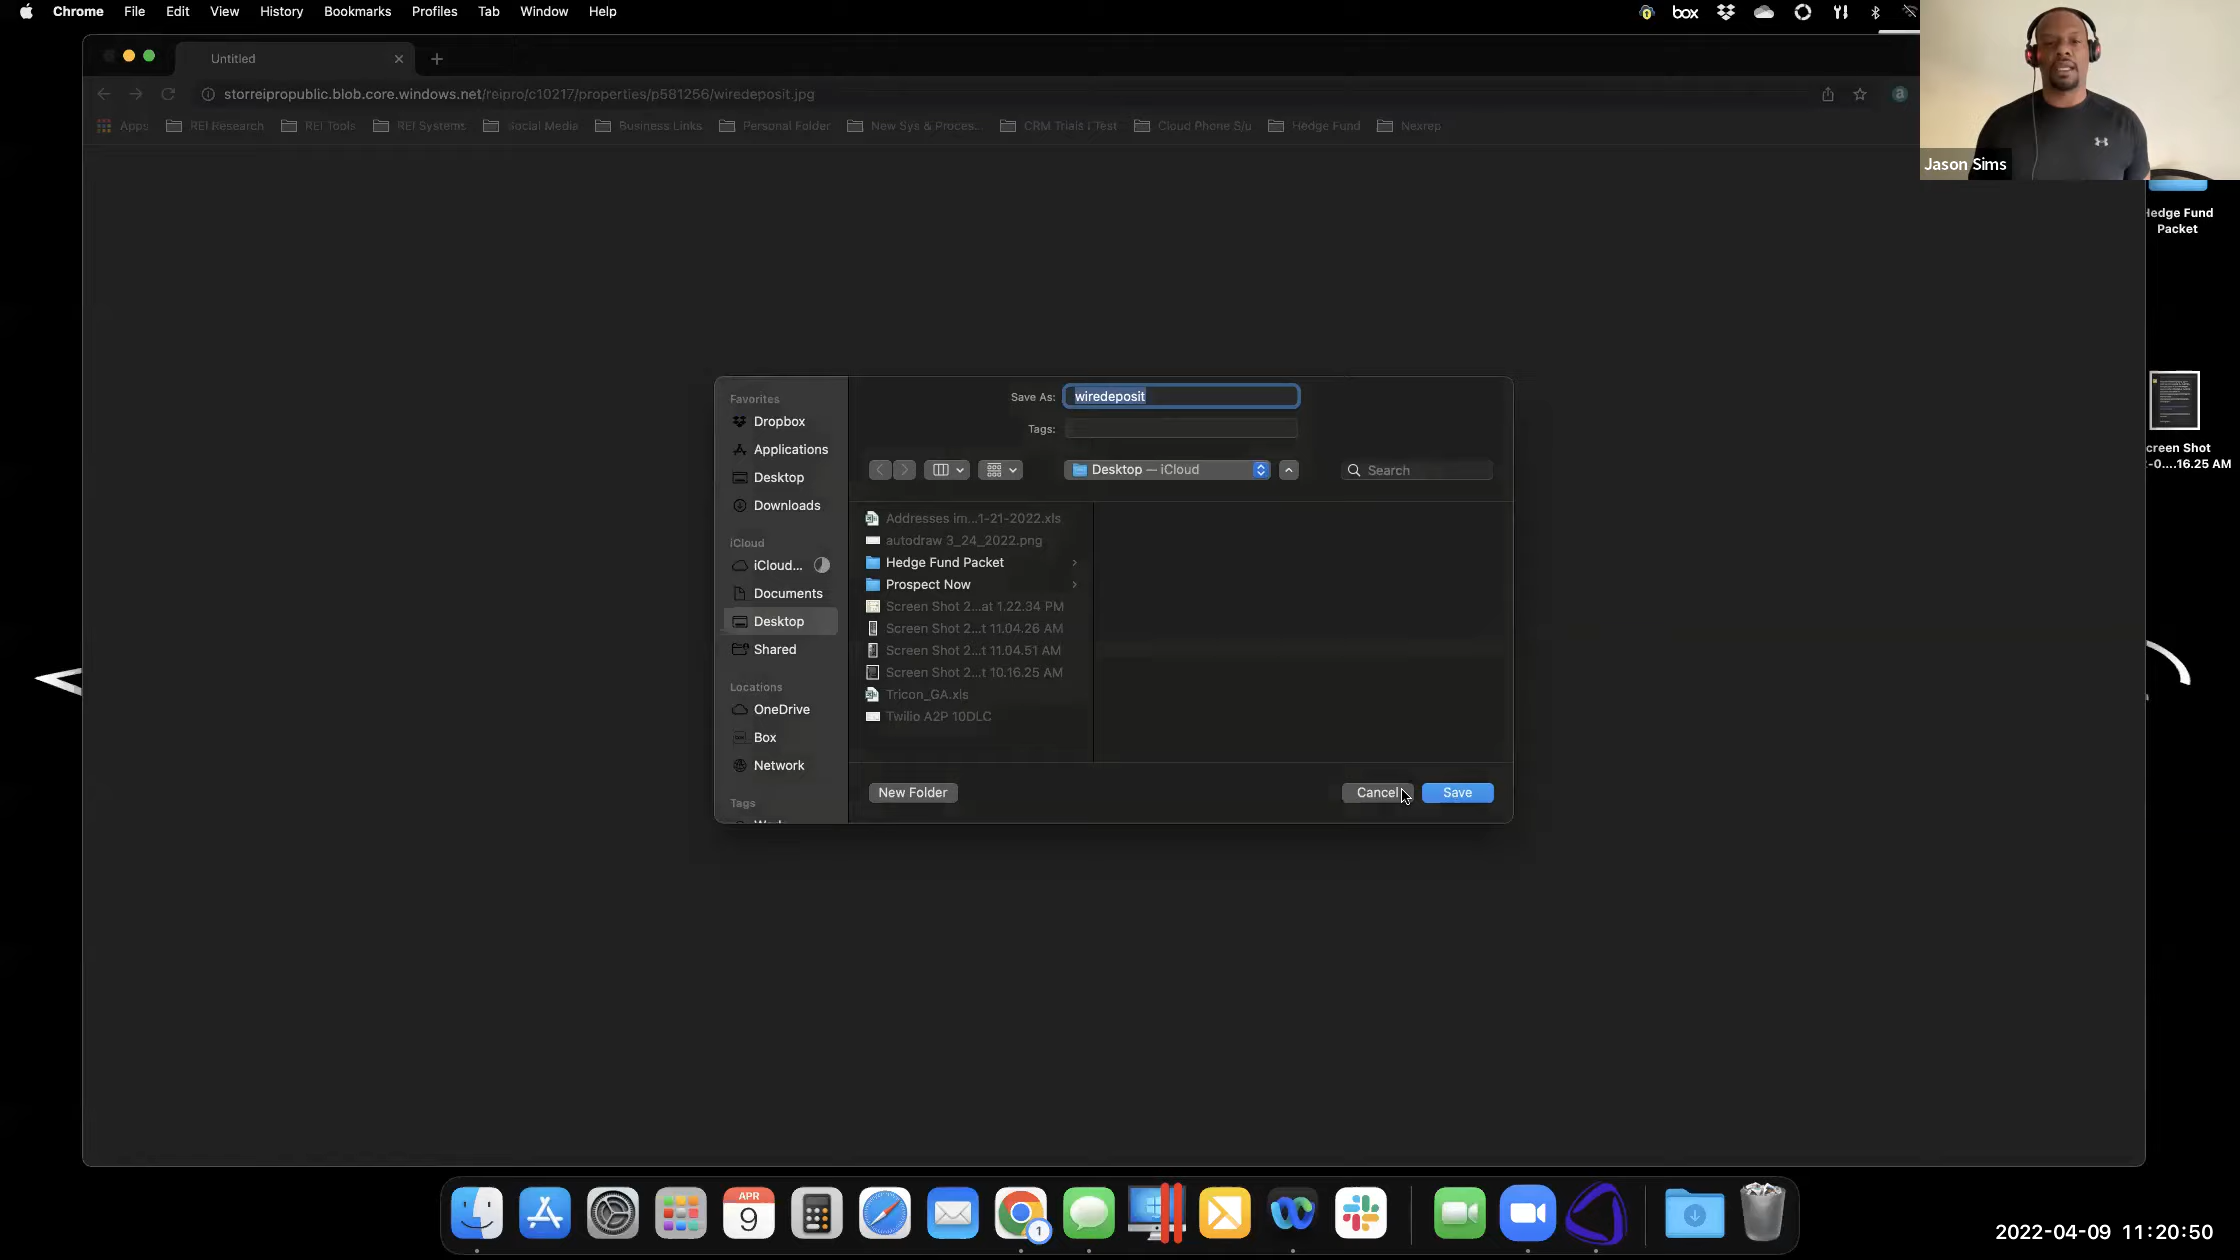 Chrome File Edit View History Bookmarks Profiles Tab Window Help
box
Untitled
storreipropublic.blob.core.windows.net/reipro/c10217/properties/p581256/wiredeposit.jpg
Apps REI Research REI Tools REI Systems Social Media Business Links Personal Folder New Sys & Proces... CRM Trials / Test Cloud Phone S/u Hedge Fund Nexrep
Jason Sims
Hedge Fund
Packet
Save As: wiredeposit
Tags:
Desktop — iCloud
Search
Favorites
Dropbox
Applications
Desktop
Downloads
iCloud
iCloud...
Documents
Desktop
Shared
Locations
OneDrive
Box
Network
Tags
Addresses im...1-21-2022.xls
autodraw 3_24_2022.png
Hedge Fund Packet
Prospect Now
Screen Shot 2...at 1.22.34 PM
Screen Shot 2...t 11.04.26 AM
Screen Shot 2...t 11.04.51 AM
Screen Shot 2...t 10.16.25 AM
Tricon_GA.xls
Twilio A2P 10DLC
New Folder Cancel Save
creen Shot
-0....16.25 AM
APR
9
1
2022-04-09 11:20:50